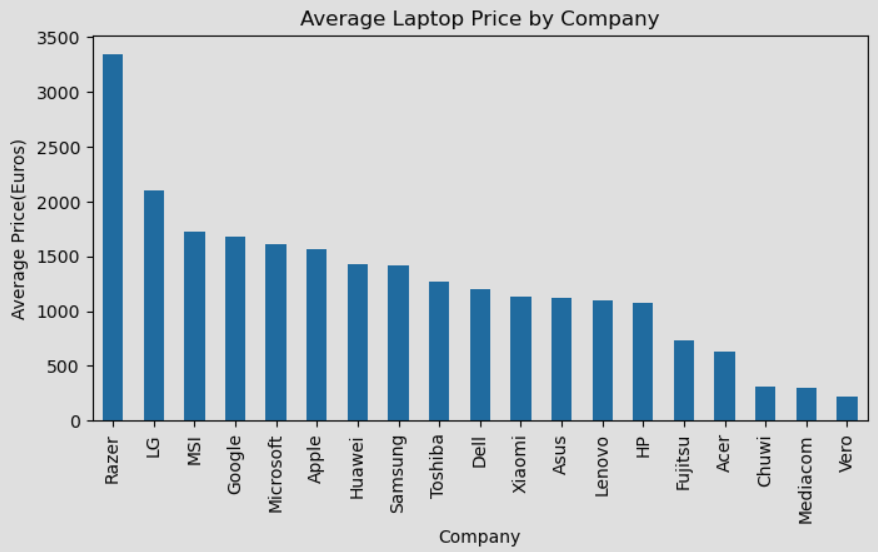 Average Laptop Price by Company
3500
3000
2500
2000
1500
1000
500
0
Average Price(Euros)
Razer
LG
MSI
Google
Microsoft
Apple
Huawei
Samsung
Toshiba
Dell
Xiaomi
Asus
Lenovo
HP
Fujitsu
Acer
Chuwi
Mediacom
Vero
Company